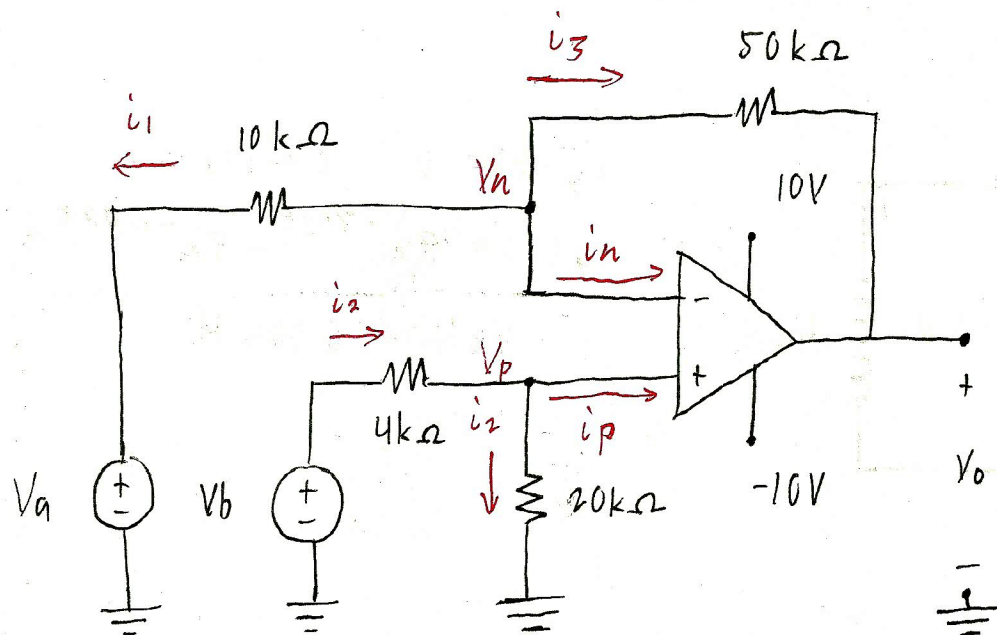 i3
50kΩ
i1
10kΩ
Vn
10V
in
-
i2
Vp
+
4kΩ
i2
ip
+
Va
+
-
Vb
+
-
20kΩ
-10V
Vo
-